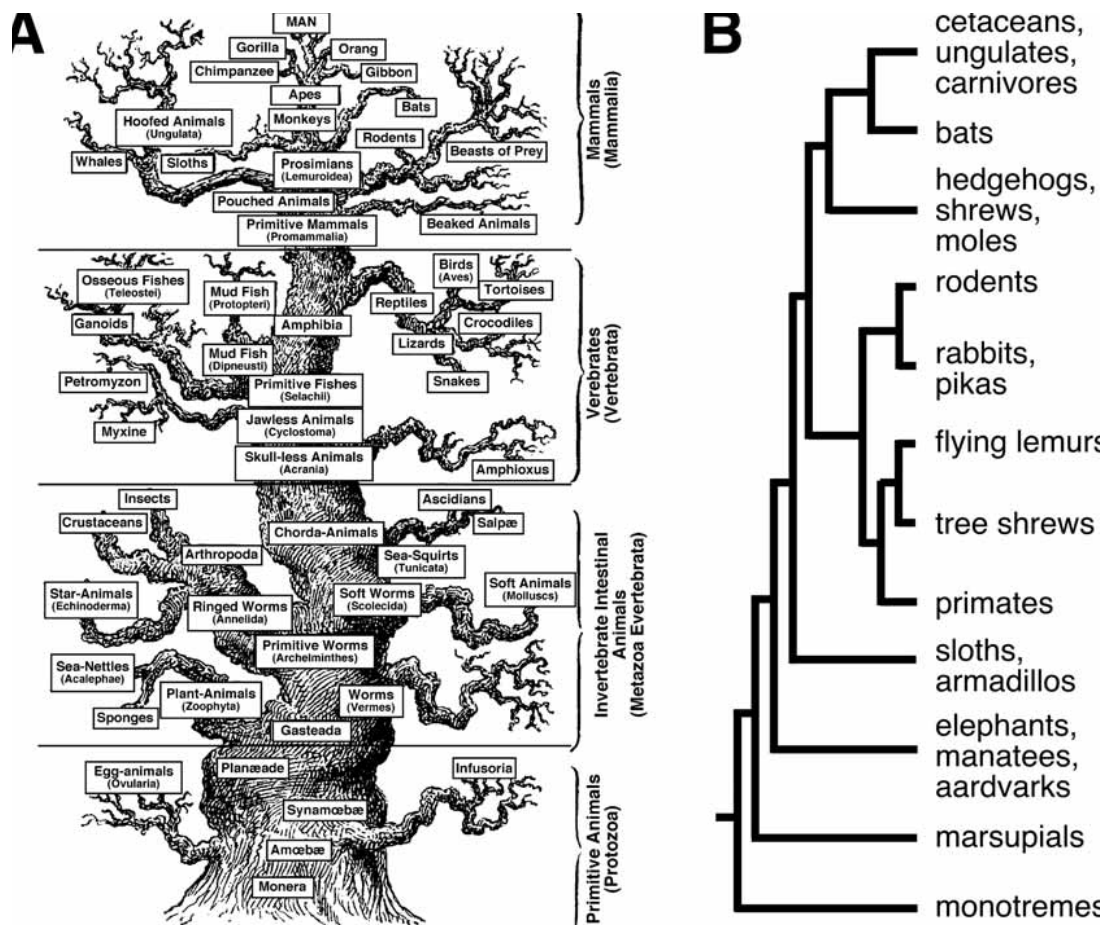 A
MAN
Gorilla
Orang
Chimpanzee
Gibbon
Apes
Bats
Monkeys
Hoofed Animals
(Ungulata)
Rodents
Beasts of Prey
Whales
Sloths
Prosimians
(Lemuroidea)
Pouched Animals
Primitive Mammals
(Promammalia)
Beaked Animals
Mammals
(Mammalia)
Osseous Fishes
(Teleostei)
Mud Fish
(Protopteri)
Birds
(Aves)
Tortoises
Reptiles
Ganoids
Amphibia
Crocodiles
Lizards
Mud Fish
(Dipneusti)
Snakes
Petromyzon
Primitive Fishes
(Selachii)
Myxine
Jawless Animals
(Cyclostoma)
Skull-less Animals
(Acrania)
Amphioxus
Verebrates
(Vertebrata)
Insects
Ascidians
Crustaceans
Salpæ
Chorda-Animals
Arthropoda
Sea-Squirts
(Tunicata)
Star-Animals
(Echinoderma)
Ringed Worms
(Annelida)
Soft Worms
(Scolecida)
Soft Animals
(Molluscs)
Primitive Worms
(Archelminthes)
Sea-Nettles
(Acalephae)
Plant-Animals
(Zoophyta)
Worms
(Vermes)
Sponges
Gasteada
Invertebrate Intestinal
Animals
(Metazoa Evertebrata)
Egg-animals
(Ovularia)
Planæade
Infusoria
Synamœbæ
Amœbæ
Monera
Primitive Animals
(Protozoa)
B
cetaceans,
ungulates,
carnivores
bats
hedgehogs,
shrews,
moles
rodents
rabbits,
pikas
flying lemurs
tree shrews
primates
sloths,
armadillos
elephants,
manatees,
aardvarks
marsupials
monotremes